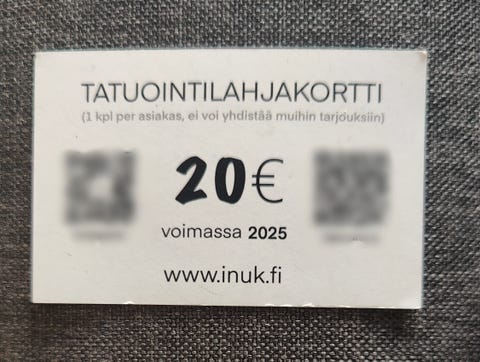 TATUOINTILAHJAKORTTI
(1 kpl per asiakas, ei voi yhdistää muihin tarjouksiin)
20€
voimassa 2025
www.inuk.fi